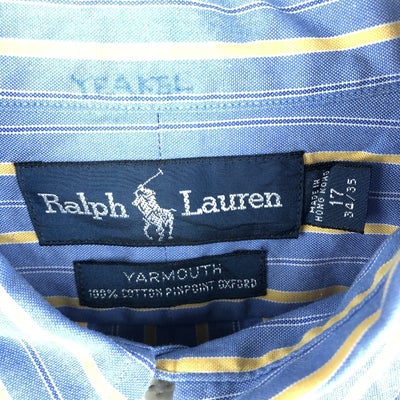 YEAKEL
Ralph Lauren
MADE IN
HONG KONG
17
34/35
YARMOUTH
100% COTTON PINPOINT OXFORD